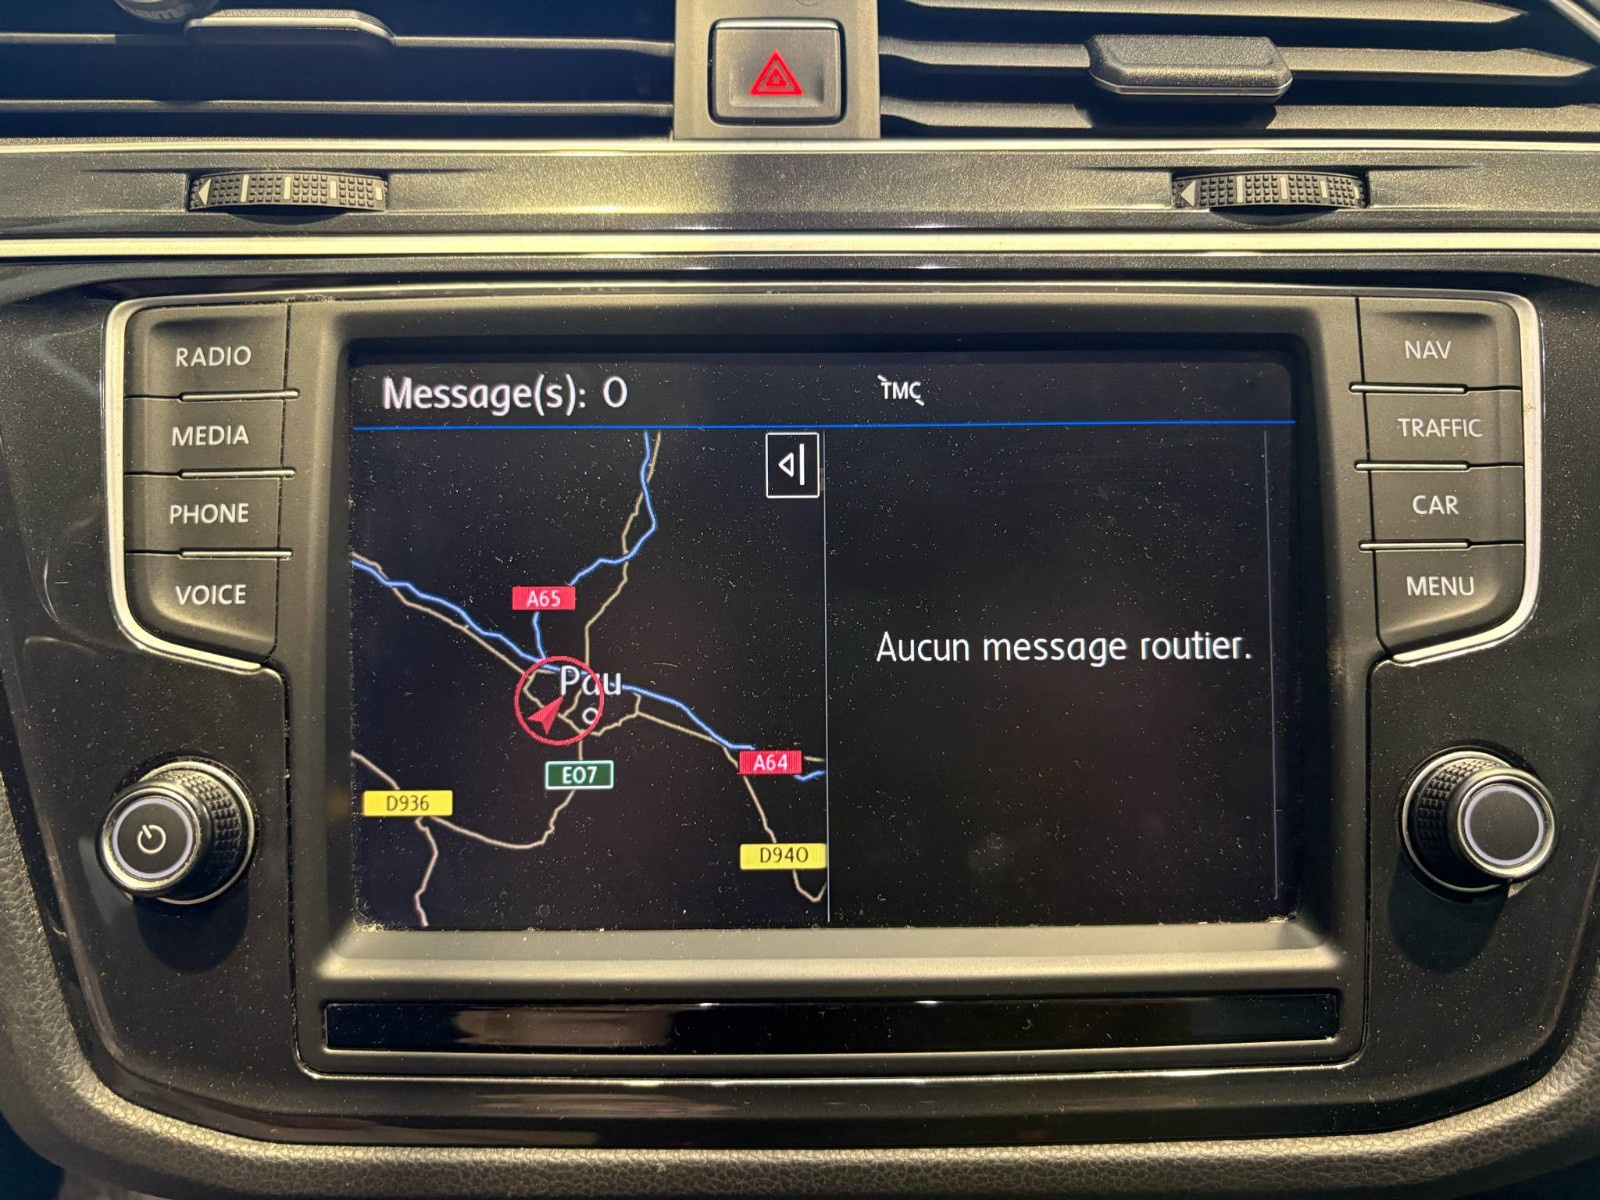 RADIO
MEDIA
PHONE
VOICE
Message(s): 0
TMC
A65
Pau
E07
A64
D936
D940
Aucun message routier.
NAV
TRAFFIC
CAR
MENU